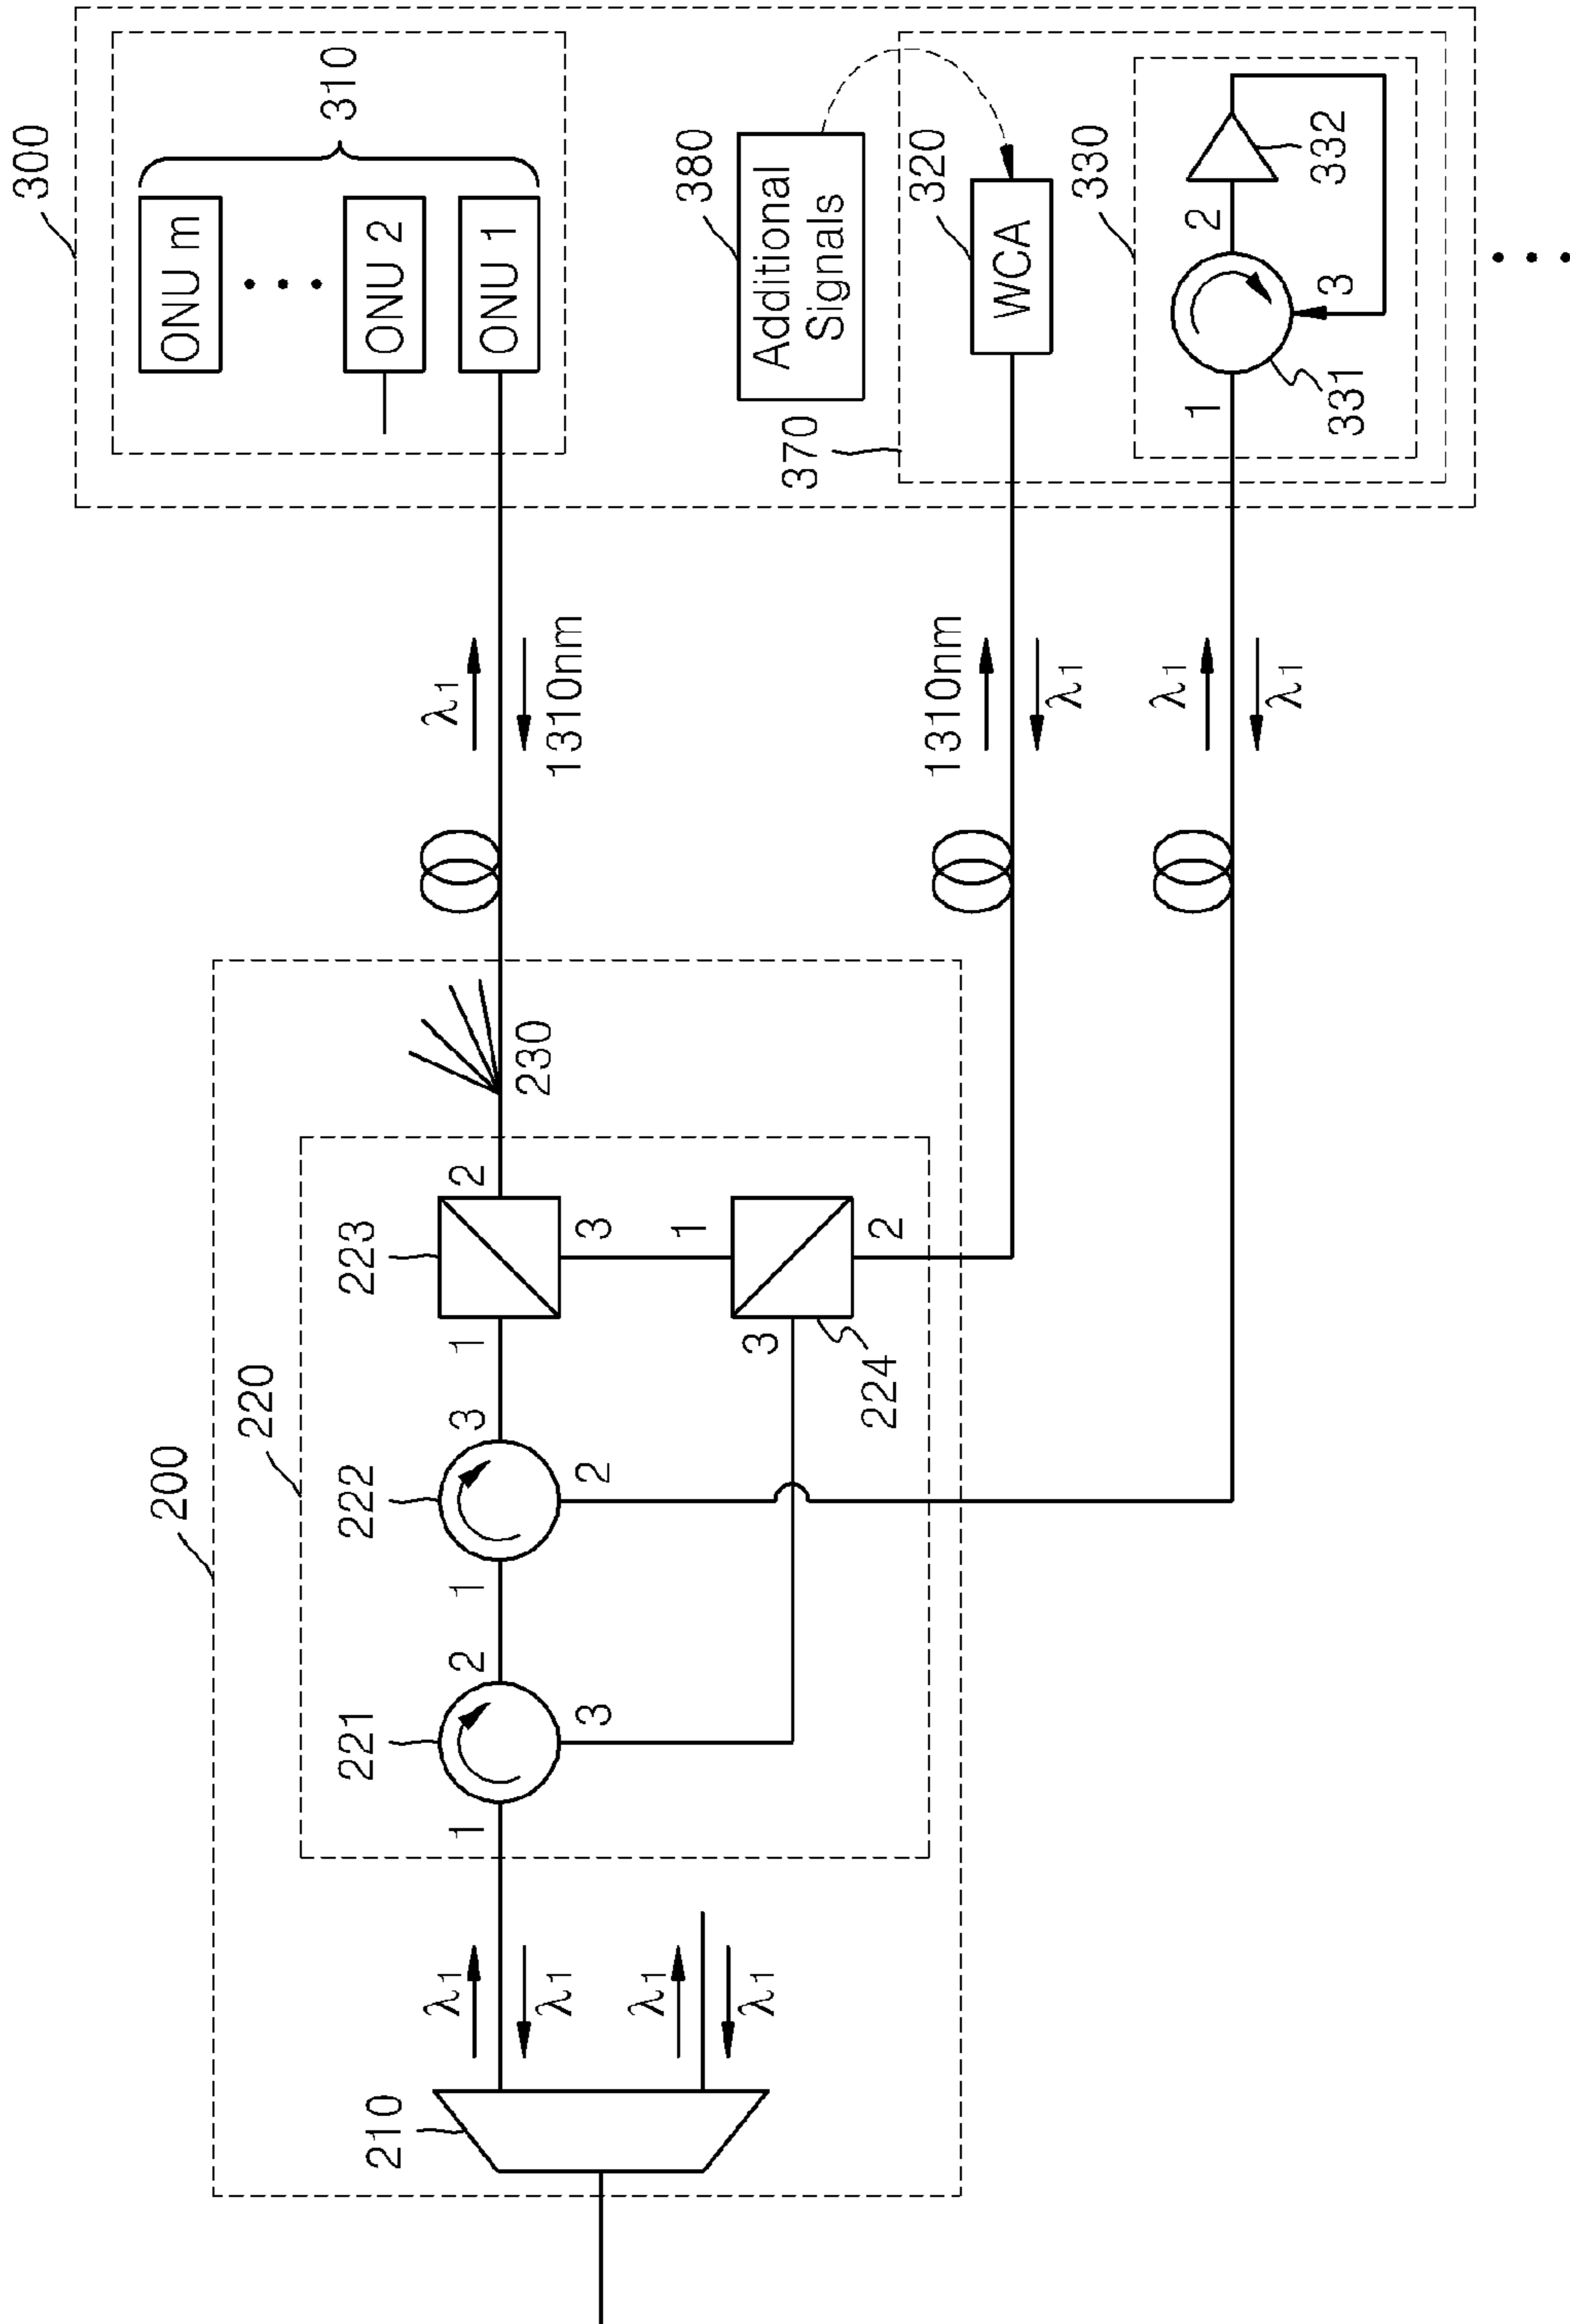 300
310
ONU m
ONU 2
ONU 1
380
Additional
Signals
370
320
WCA
330
332
2
3
1
331
λ1
1310nm
1310nm
λ1
λ1
λ1
200
220
230
223
2
3
1
1
2
3
224
222
3
2
1
221
2
3
1
λ1
λ1
λ1
λ1
210